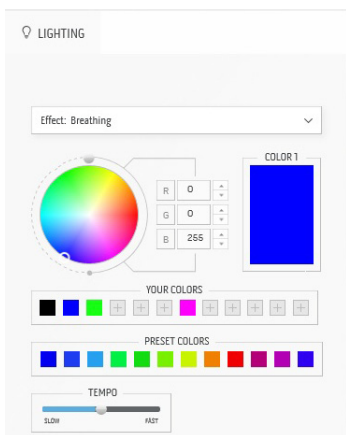 LIGHTING
Effect: Breathing
COLOR 1
R 0
G 0
B 255
YOUR COLORS
PRESET COLORS
TEMPO
SLOW FAST